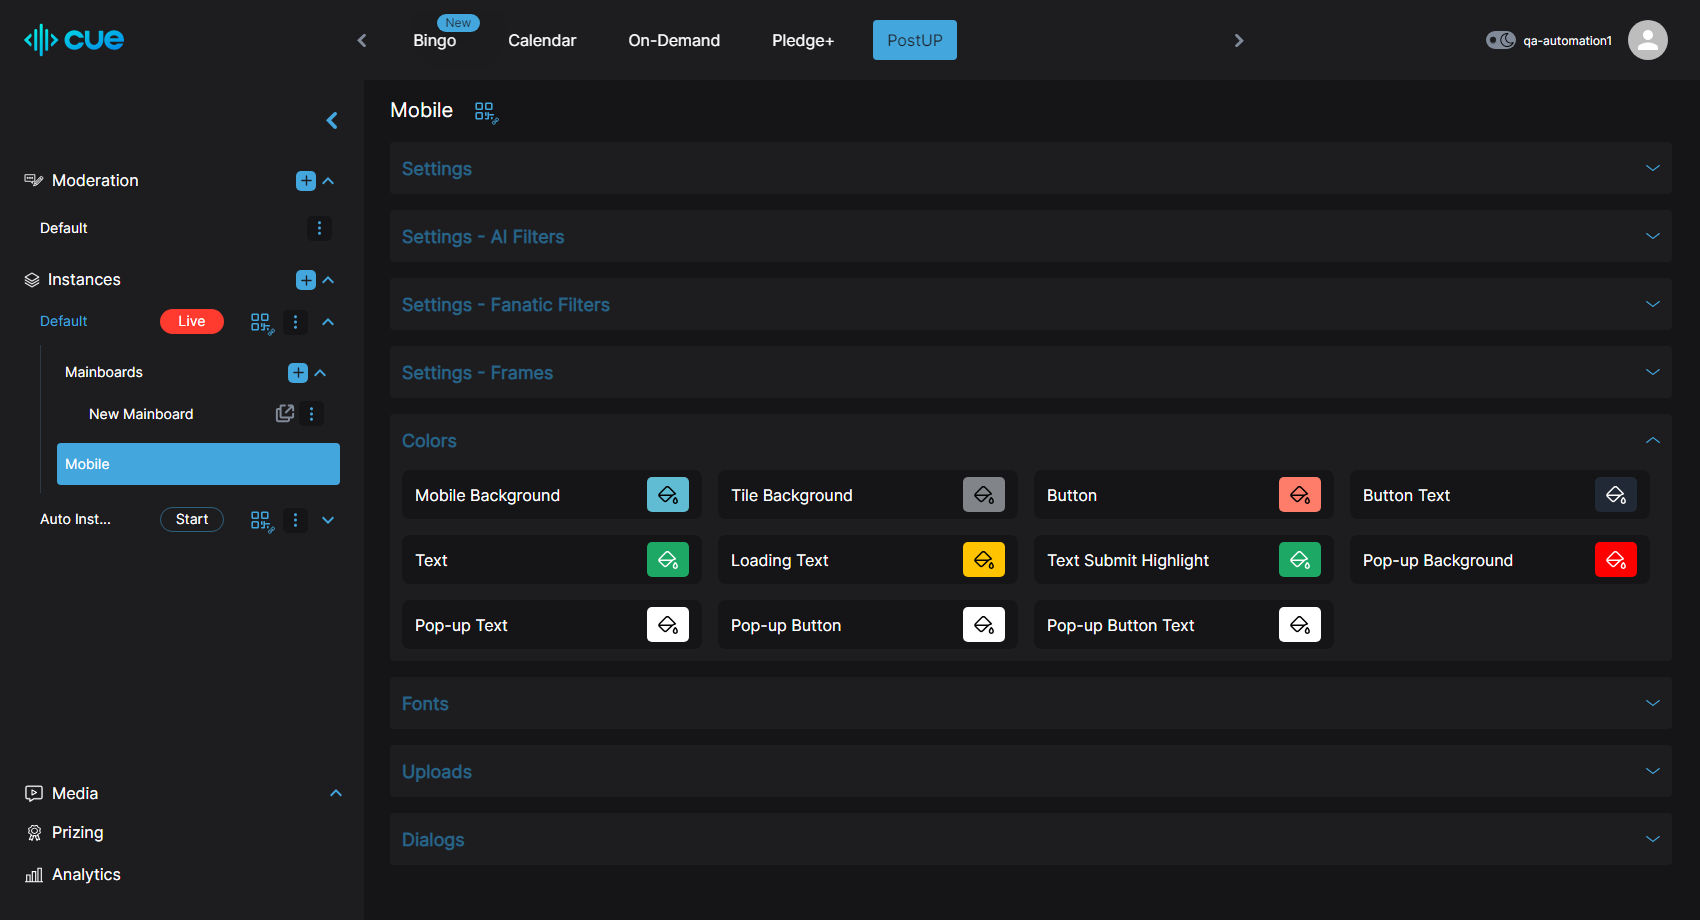 cue
New
Bingo
Calendar
On-Demand
Pledge+
PostUP
qa-automation1
Moderation
Default
Instances
Default
Live
Mainboards
New Mainboard
Mobile
Auto Inst...
Start
Media
Prizing
Analytics
Mobile
Settings
Settings - AI Filters
Settings - Fanatic Filters
Settings - Frames
Colors
Mobile Background
Tile Background
Button
Button Text
Text
Loading Text
Text Submit Highlight
Pop-up Background
Pop-up Text
Pop-up Button
Pop-up Button Text
Fonts
Uploads
Dialogs